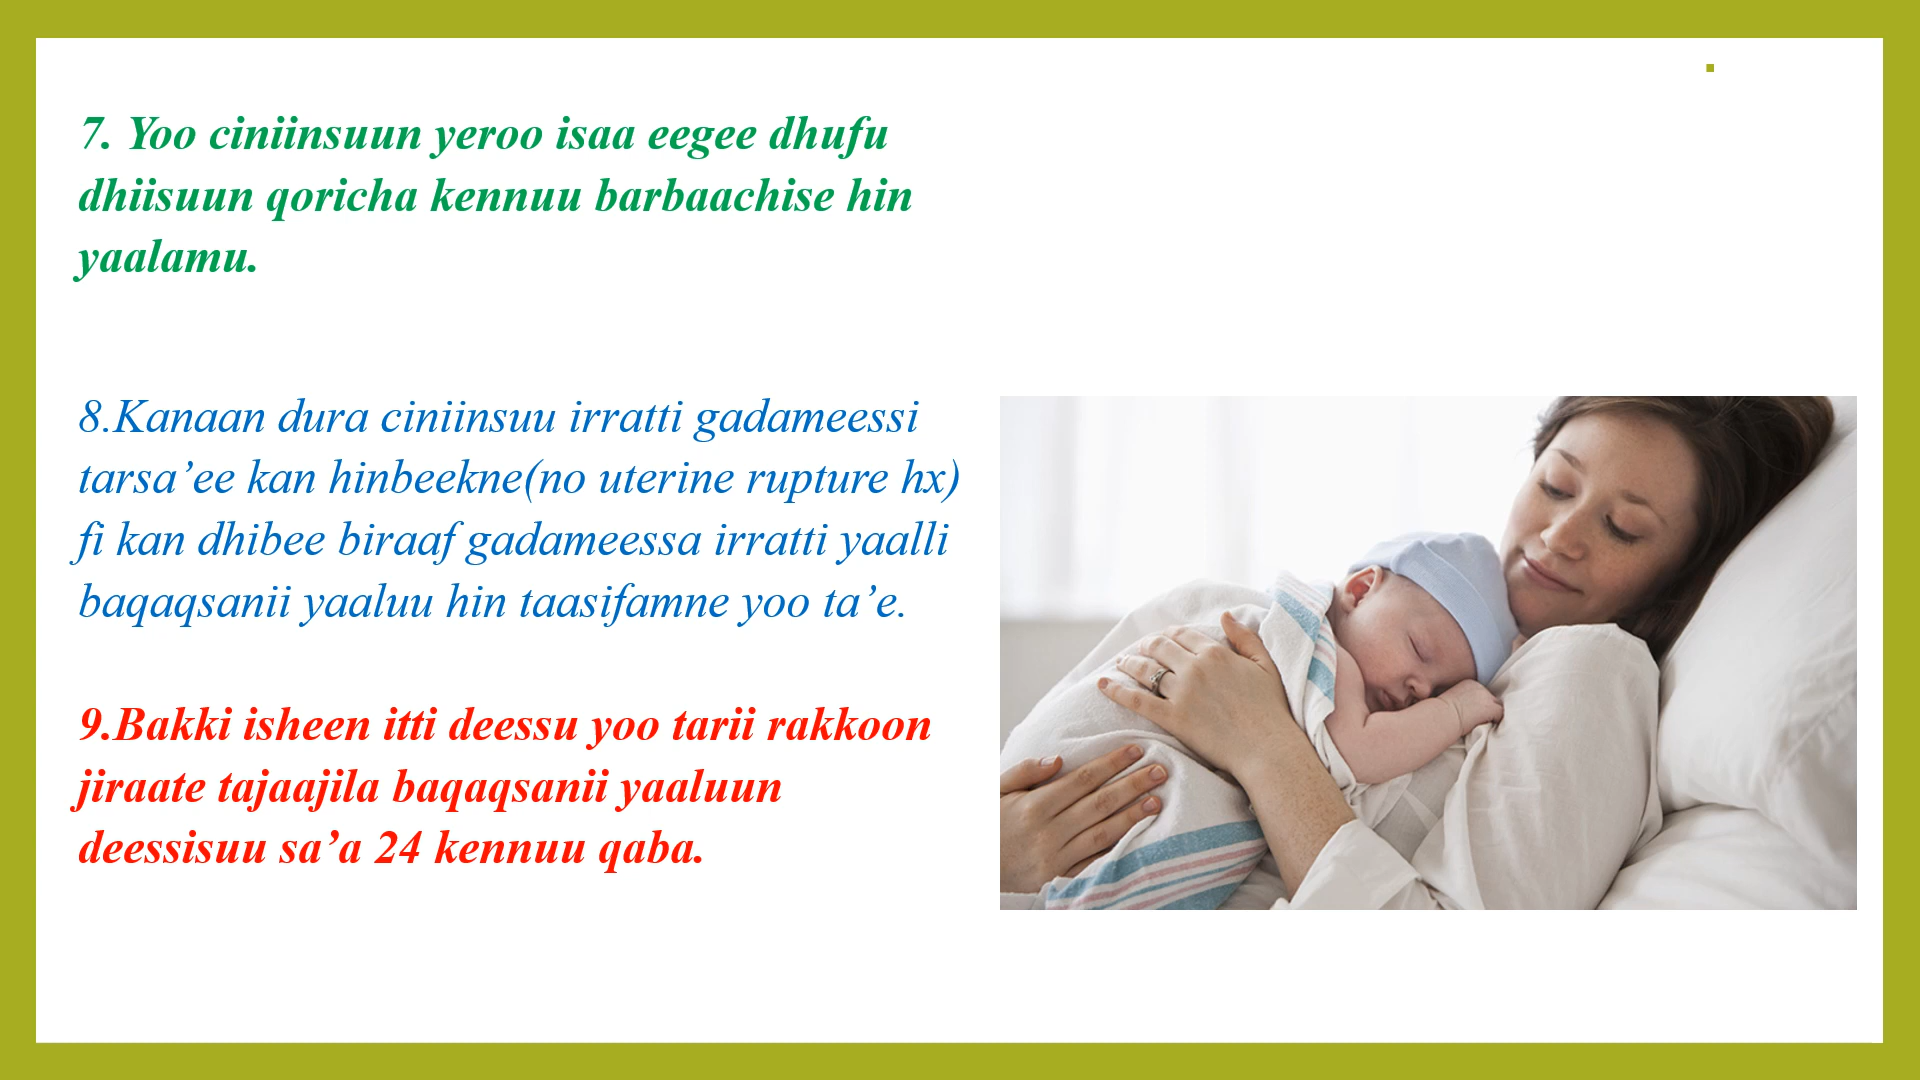 7. Yoo ciniinsuun yeroo isaa eegee dhufu
dhiisuun qoricha kennuu barbaachise hin
yaalamu.
8.Kanaan dura ciniinsuu irratti gadameessi
tarsa’ee kan hinbeekne(no uterine rupture hx)
fi kan dhibee biraaf gadameessa irratti yaalli
baqaqsanii yaaluu hin taasifamne yoo ta’e.
9.Bakki isheen itti deessu yoo tarii rakkoon
jiraate tajaajila baqaqsanii yaaluun
deessisuu sa’a 24 kennuu qaba.